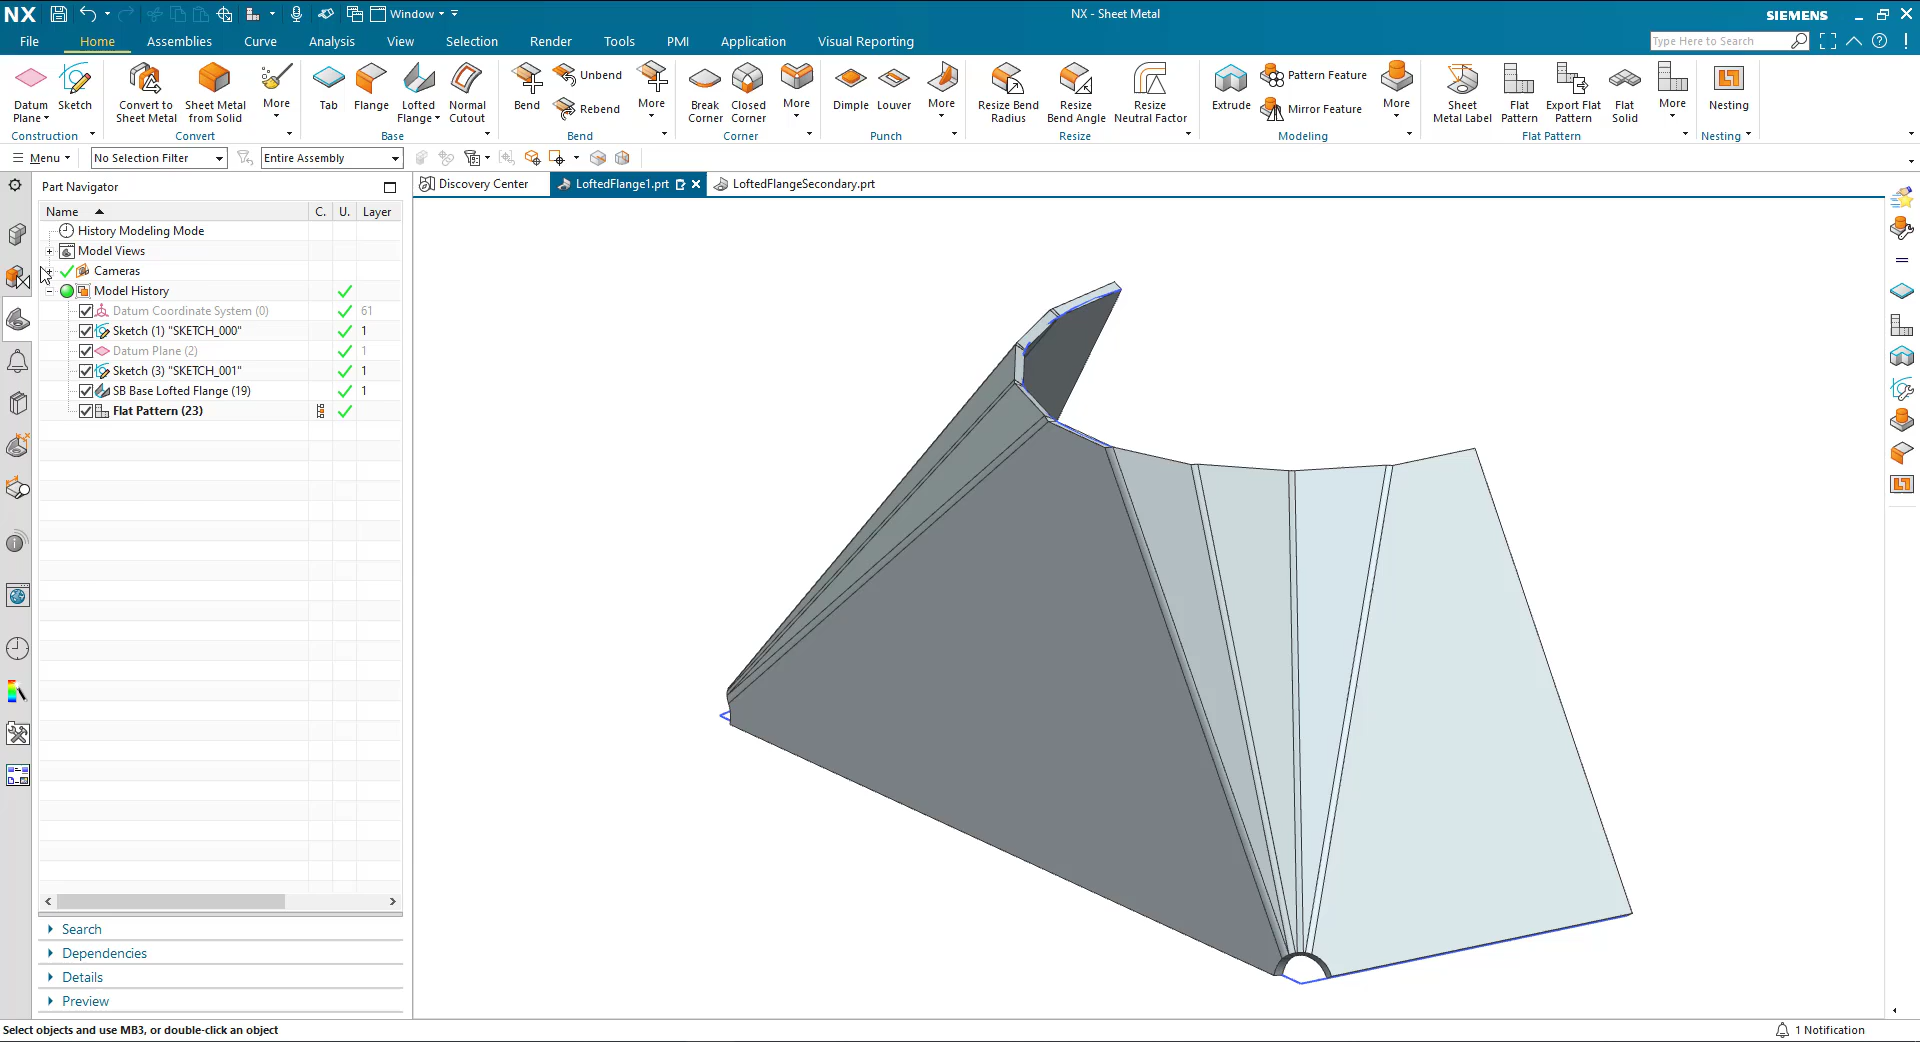 NX
Window
NX - Sheet Metal
SIEMENS
File
Home
Assemblies
Curve
Analysis
View
Selection
Render
Tools
PMI
Application
Visual Reporting
Type Here to Search
Datum
Plane
Sketch
Construction
Convert to
Sheet Metal
Sheet Metal
from Solid
More
Convert
Tab
Flange
Lofted
Flange
Normal
Cutout
Base
Bend
Unbend
Rebend
More
Bend
Break
Corner
Closed
Corner
More
Corner
Dimple
Louver
More
Punch
Resize Bend
Radius
Resize
Bend Angle
Resize
Neutral Factor
Resize
Extrude
Pattern Feature
Mirror Feature
More
Modeling
Sheet
Metal Label
Flat
Pattern
Export Flat
Pattern
Flat
Solid
More
Flat Pattern
Nesting
Nesting
Menu
No Selection Filter
Entire Assembly
Part Navigator
Discovery Center
LoftedFlange1.prt
LoftedFlangeSecondary.prt
Name C. U. Layer
History Modeling Mode
Model Views
Cameras
Model History
Datum Coordinate System (0) 61
Sketch (1) "SKETCH_000" 1
Datum Plane (2) 1
Sketch (3) "SKETCH_001" 1
SB Base Lofted Flange (19) 1
Flat Pattern (23)
Search
Dependencies
Details
Preview
Select objects and use MB3, or double-click an object
1 Notification